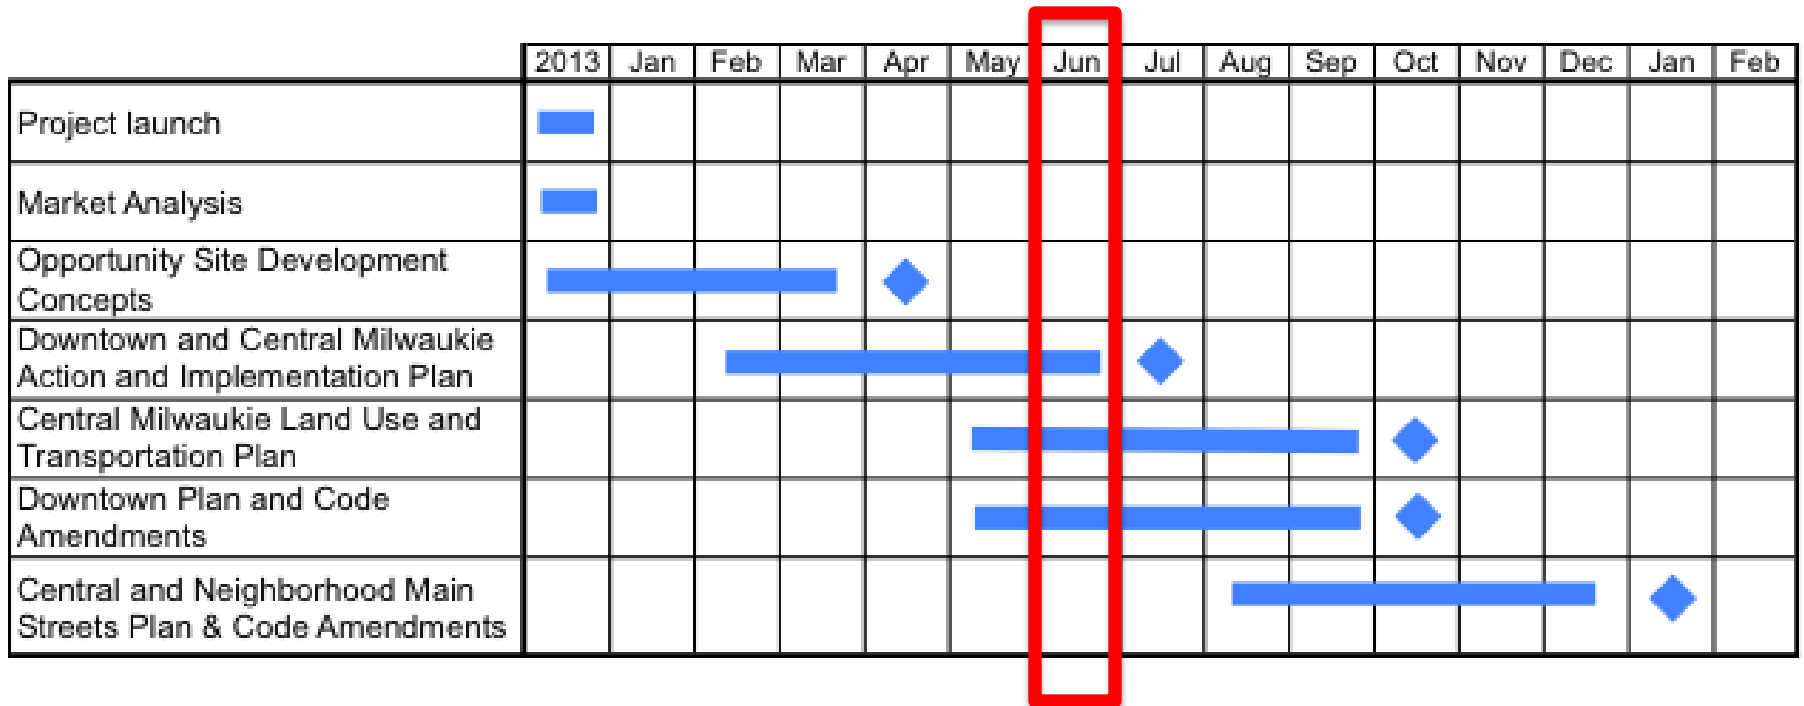 2013 Jan Feb Mar Apr May Jun Jul Aug Sep Oct Nov Dec Jan Feb
Project launch
Market Analysis
Opportunity Site Development
Concepts
Downtown and Central Milwaukie
Action and Implementation Plan
Central Milwaukie Land Use and
Transportation Plan
Downtown Plan and Code
Amendments
Central and Neighborhood Main
Streets Plan & Code Amendments